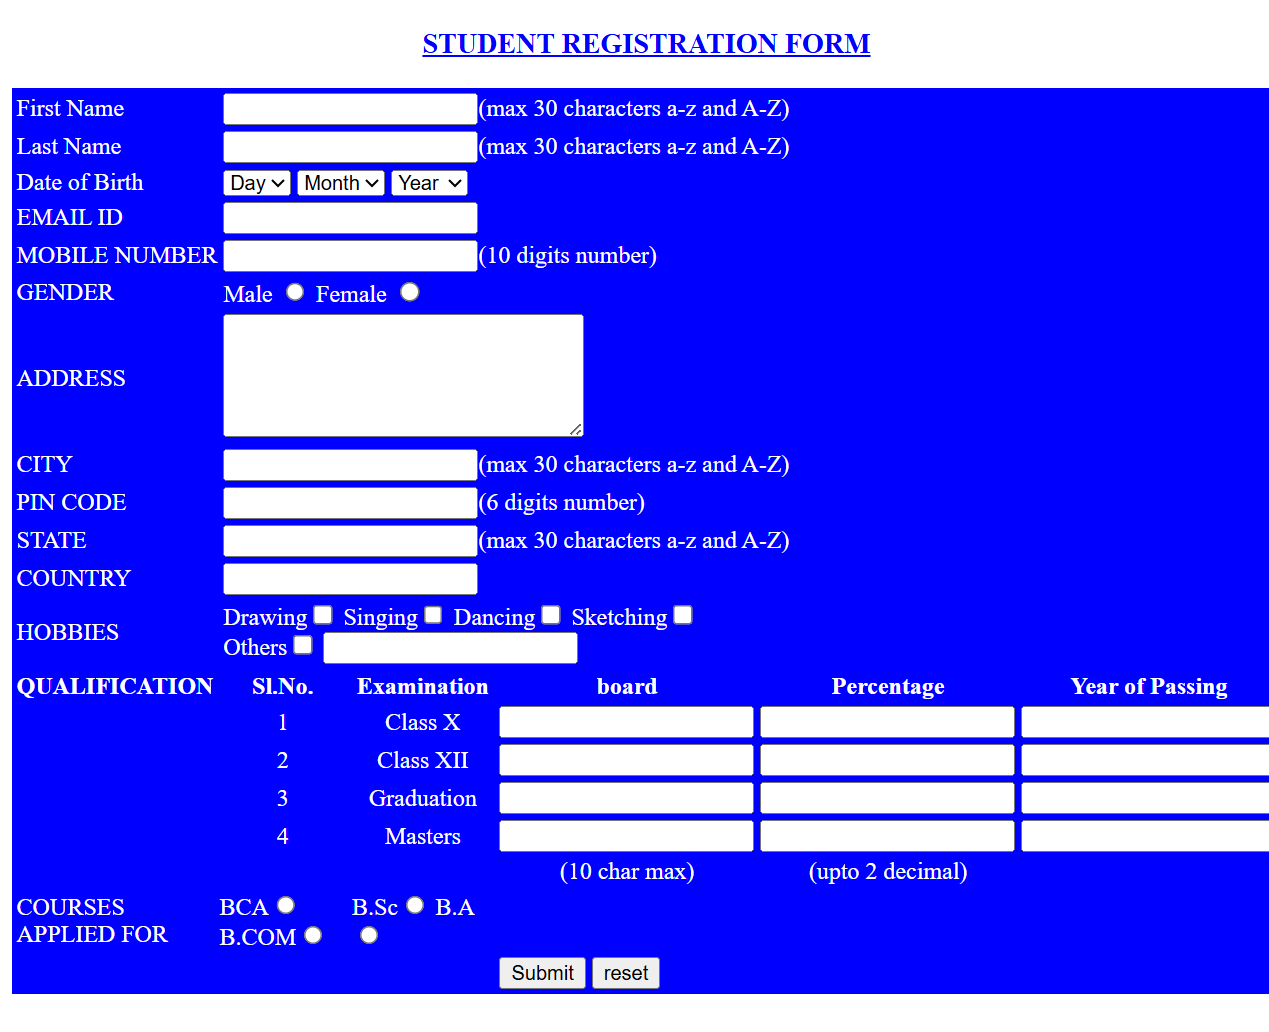 STUDENT REGISTRATION FORM
First Name (max 30 characters a-z and A-Z)
Last Name (max 30 characters a-z and A-Z)
Date of Birth Day Month Year
EMAIL ID
MOBILE NUMBER (10 digits number)
GENDER Male Female
ADDRESS
CITY (max 30 characters a-z and A-Z)
PIN CODE (6 digits number)
STATE (max 30 characters a-z and A-Z)
COUNTRY
HOBBIES
Drawing Singing Dancing Sketching
Others
QUALIFICATION Sl.No. Examination board Percentage Year of Passing
1 Class X
2 Class XII
3 Graduation
4 Masters
(10 char max) (upto 2 decimal)
COURSES BCA B.Sc B.A
APPLIED FOR B.COM
Submit reset